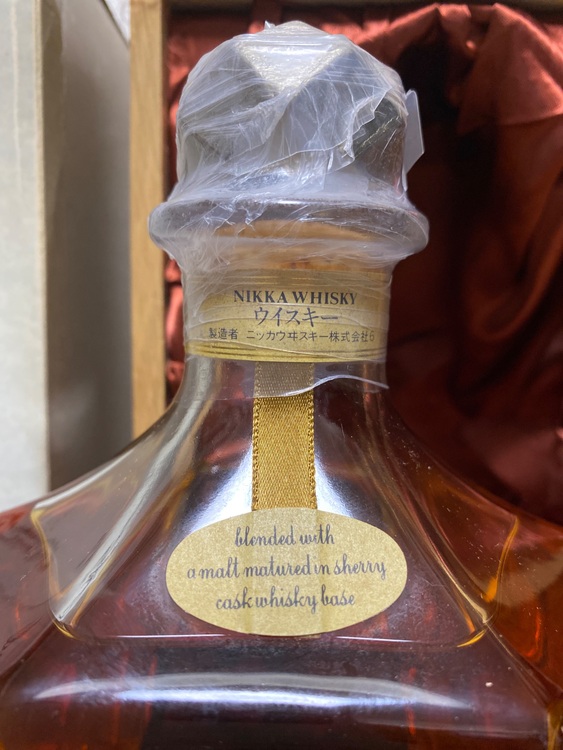 NIKKA WHISKY
ウイスキー
製造者 ニッカウヰスキー株式会社6
blended with
a malt matured in sherry
cask whisky base